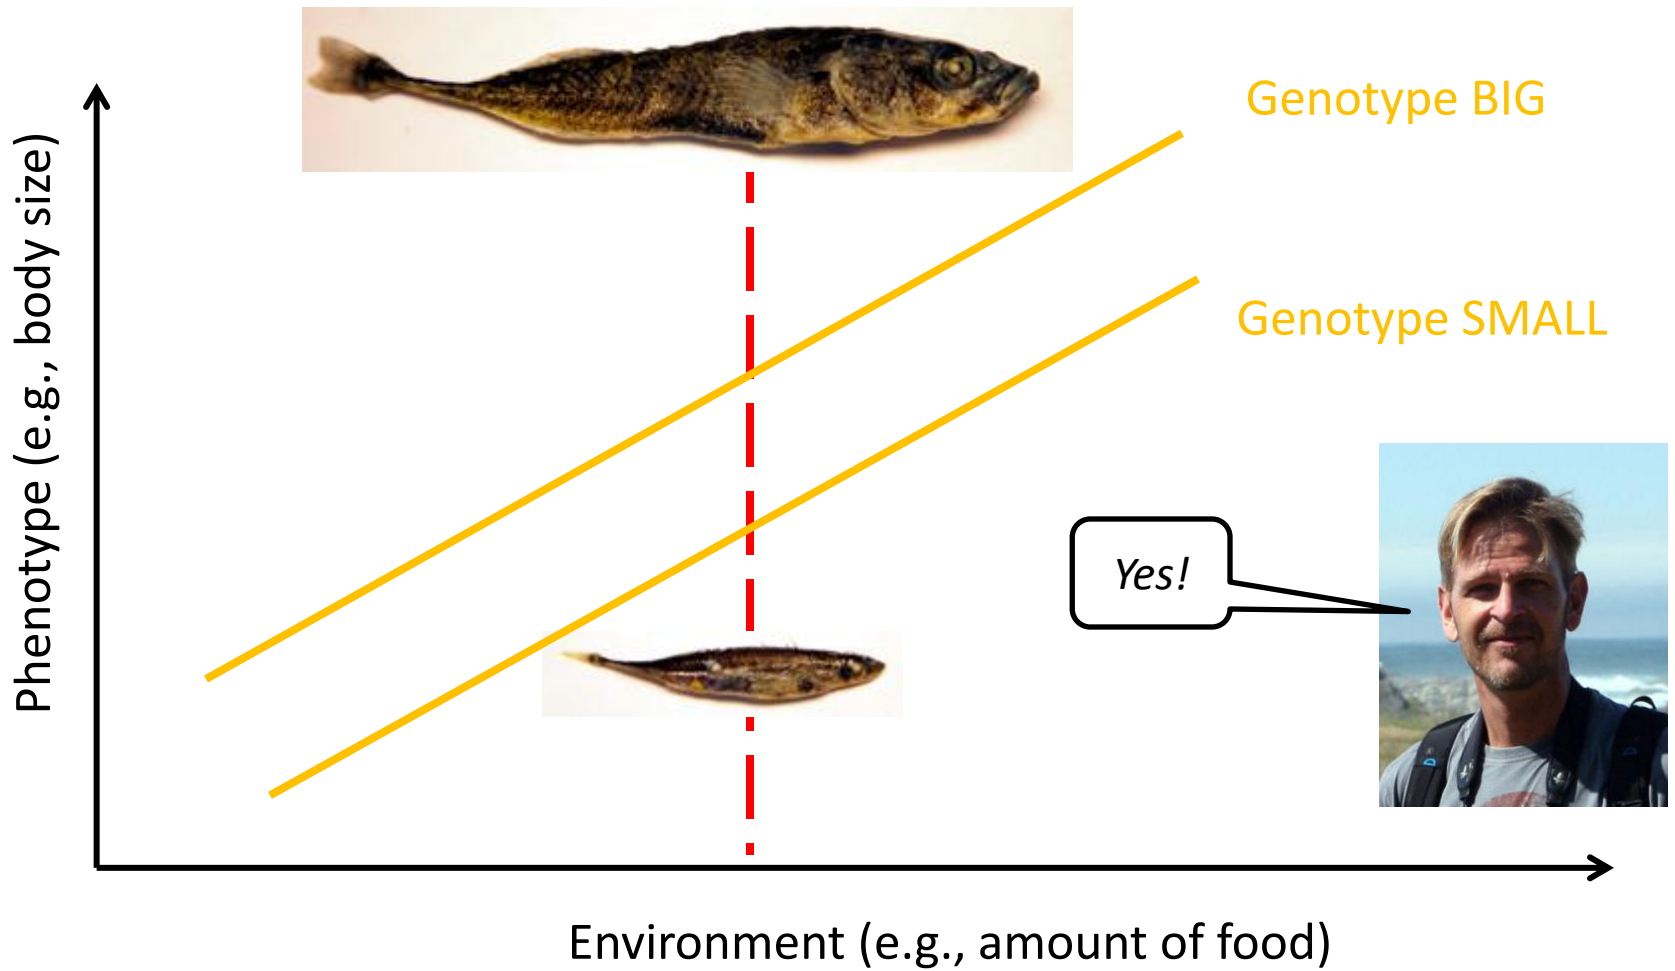 Genotype BIG
Genotype SMALL
Phenotype (e.g., body size)
Yes!
Environment (e.g., amount of food)